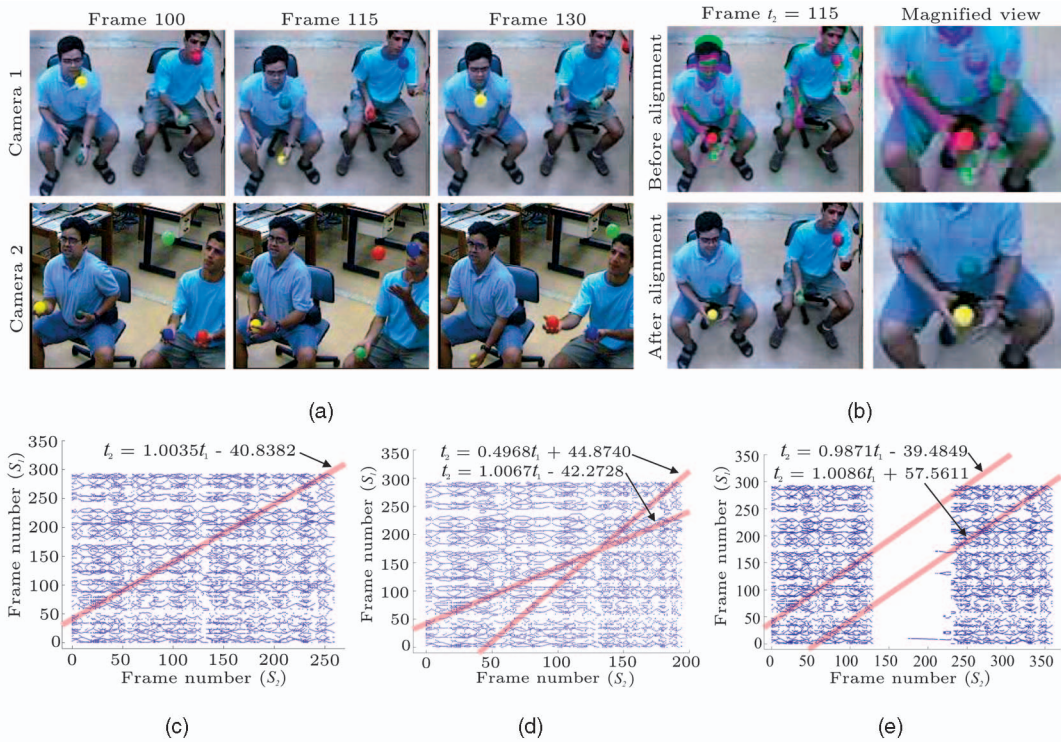 Frame 100 Frame 115 Frame 130
Camera 1
Camera 2
(a)
Frame t₂ = 115 Magnified view
Before alignment
After alignment
(b)
t₂ = 1.0035t₁ - 40.8382
Frame number (S₁)
350
300
250
200
150
100
50
0
0 50 100 150 200 250
Frame number (S₂)
(c)
t₂ = 0.4968t₁ + 44.8740
t₂ = 1.0067t₁ - 42.2728
Frame number (S₁)
350
300
250
200
150
100
50
0
0 50 100 150 200
Frame number (S₂)
(d)
t₂ = 0.9871t₁ - 39.4849
t₂ = 1.0086t₁ + 57.5611
Frame number (S₁)
350
300
250
200
150
100
50
0
0 50 100 150 200 250 300 350
Frame number (S₂)
(e)